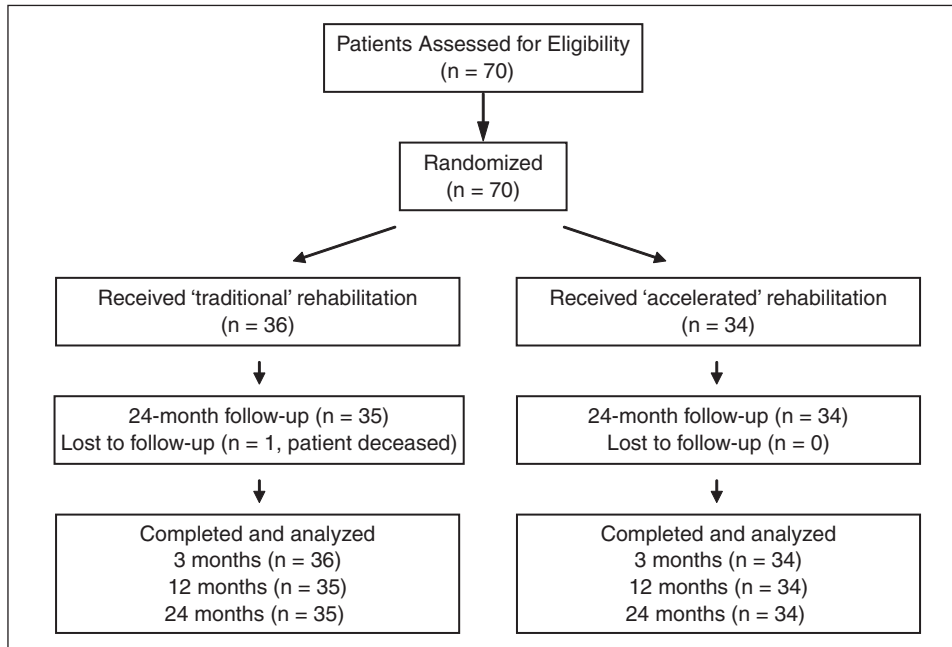 Patients Assessed for Eligibility
(n = 70)
Randomized
(n = 70)
Received ‘traditional’ rehabilitation
(n = 36)
Received ‘accelerated’ rehabilitation
(n = 34)
24-month follow-up (n = 35)
Lost to follow-up (n = 1, patient deceased)
24-month follow-up (n = 34)
Lost to follow-up (n = 0)
Completed and analyzed
3 months (n = 36)
12 months (n = 35)
24 months (n = 35)
Completed and analyzed
3 months (n = 34)
12 months (n = 34)
24 months (n = 34)